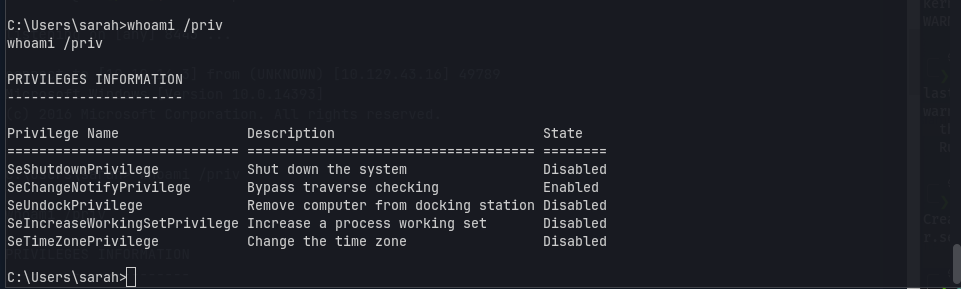 C:\Users\sarah>whoami /priv
whoami /priv
PRIVILEGES INFORMATION
----------------------
Privilege Name Description State
============================= ==================================== ========
SeShutdownPrivilege Shut down the system Disabled
SeChangeNotifyPrivilege Bypass traverse checking Enabled
SeUndockPrivilege Remove computer from docking station Disabled
SeIncreaseWorkingSetPrivilege Increase a process working set Disabled
SeTimeZonePrivilege Change the time zone Disabled
PRIVILEGES INFORMATION
C:\Users\sarah>